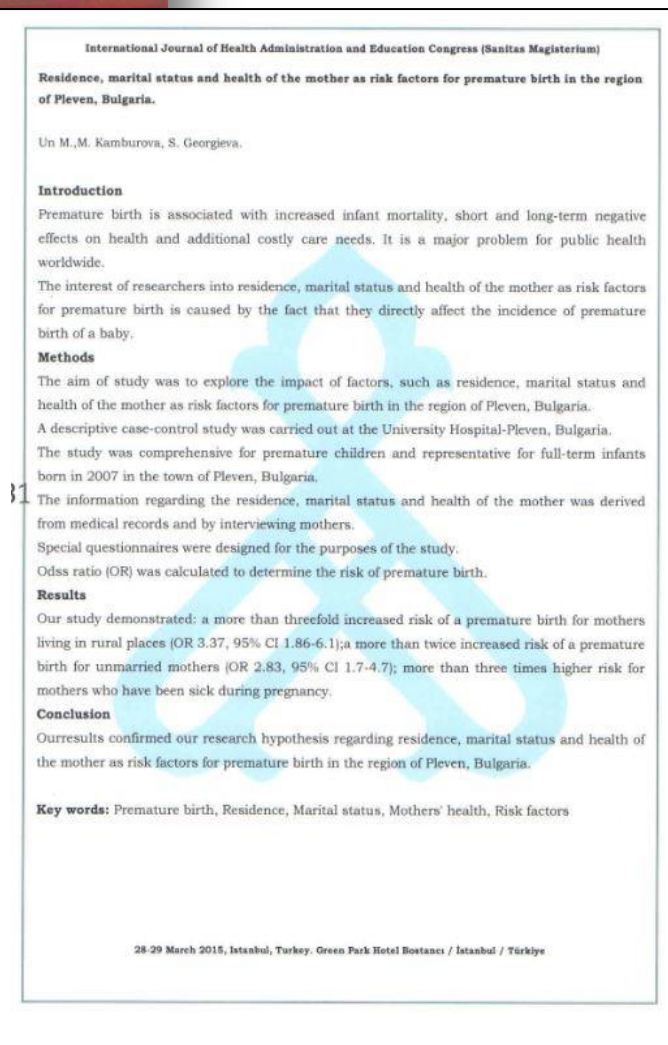 International Journal of Health Administration and Education Congress (Sanitas Magisterium)
Residence, marital status and health of the mother as risk factors for premature birth in the region
of Pleven, Bulgaria.
Un M.,M. Kamburova, S. Georgieva.
Introduction
Premature birth is associated with increased infant mortality, short and long-term negative
effects on health and additional costly care needs. It is a major problem for public health
worldwide.
The interest of researchers into residence, marital status and health of the mother as risk factors
for premature birth is caused by the fact that they directly affect the incidence of premature
birth of a baby.
Methods
The aim of study was to explore the impact of factors, such as residence, marital status and
health of the mother as risk factors for premature birth in the region of Pleven, Bulgaria.
A descriptive case-control study was carried out at the University Hospital-Pleven, Bulgaria.
The study was comprehensive for premature children and representative for full-term infants
born in 2007 in the town of Pleven, Bulgaria.
The information regarding the residence, marital status and health of the mother was derived
from medical records and by interviewing mothers.
Special questionnaires were designed for the purposes of the study.
Odss ratio (OR) was calculated to determine the risk of premature birth.
Results
Our study demonstrated: a more than threefold increased risk of a premature birth for mothers
living in rural places (OR 3.37, 95% CI 1.86-6.1);a more than twice increased risk of a premature
birth for unmarried mothers (OR 2.83, 95% CI 1.7-4.7); more than three times higher risk for
mothers who have been sick during pregnancy.
Conclusion
Ourresults confirmed our research hypothesis regarding residence, marital status and health of
the mother as risk factors for premature birth in the region of Pleven, Bulgaria.
Key words: Premature birth, Residence, Marital status, Mothers' health, Risk factors
28-29 March 2015, Istanbul, Turkey. Green Park Hotel Bostancı / İstanbul / Türkiye